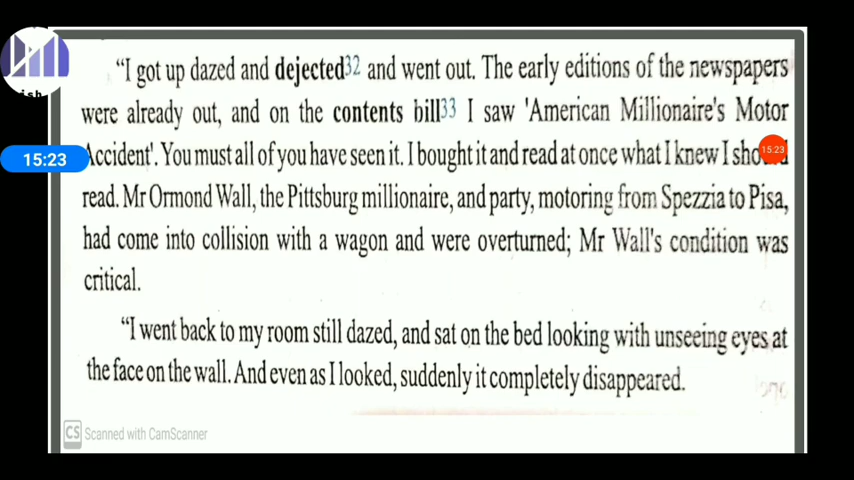 “I got up dazed and dejected32 and went out. The early editions of the newspapers
were already out, and on the contents bill33 I saw 'American Millionaire's Motor
Accident'. You must all of you have seen it. I bought it and read at once what I knew I
read. Mr Ormond Wall, the Pittsburg millionaire, and party, motoring from Spezzia to Pisa,
had come into collision with a wagon and were overturned; Mr Wall's condition was
critical.
“I went back to my room still dazed, and sat on the bed looking with unseeing eyes at
the face on the wall. And even as I looked, suddenly it completely disappeared.
ish
15:23
15:23
CS Scanned with CamScanner